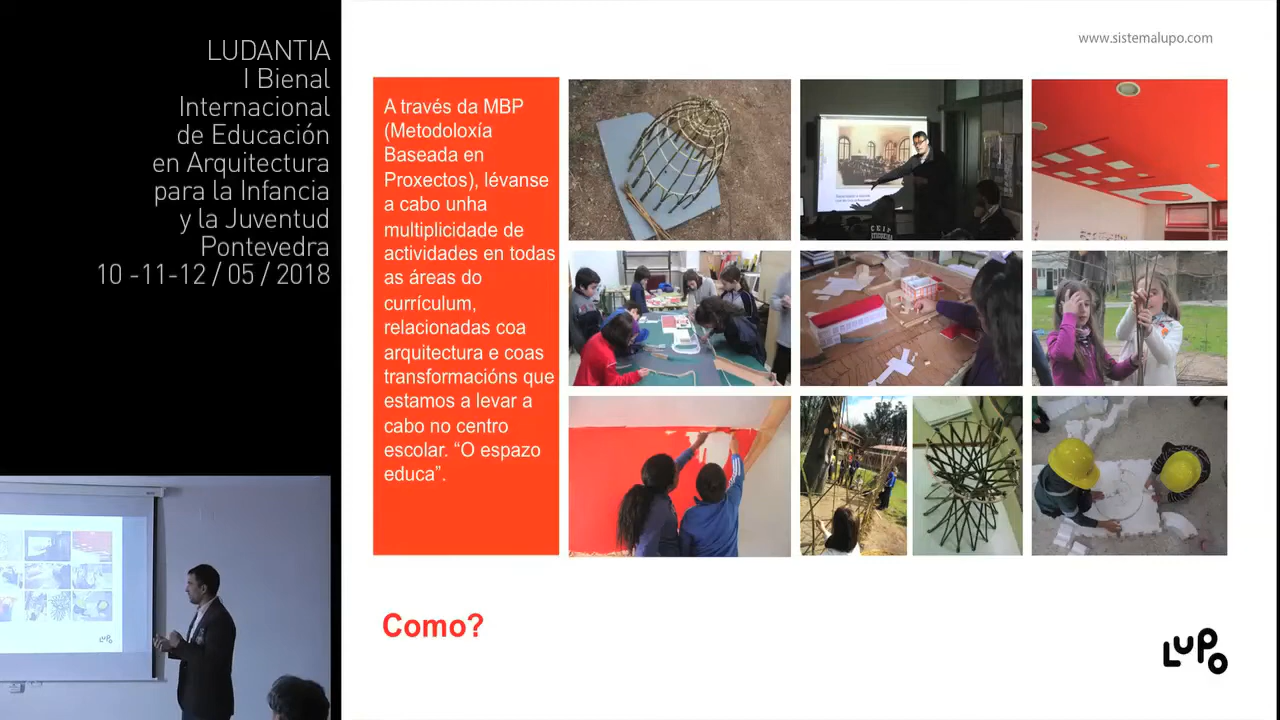 LUDANTIA
I Bienal
Internacional
de Educación
en Arquitectura
para la Infancia
y la Juventud
Pontevedra
10 -11-12 / 05 / 2018
www.sistemalupo.com
A través da MBP
(Metodoloxía
Baseada en
Proxectos), lévanse
a cabo unha
multiplicidade de
actividades en todas
as áreas do
currículum,
relacionadas coa
arquitectura e coas
transformacións que
estamos a levar a
cabo no centro
escolar. “O espazo
educa”.
Como?
LUPO